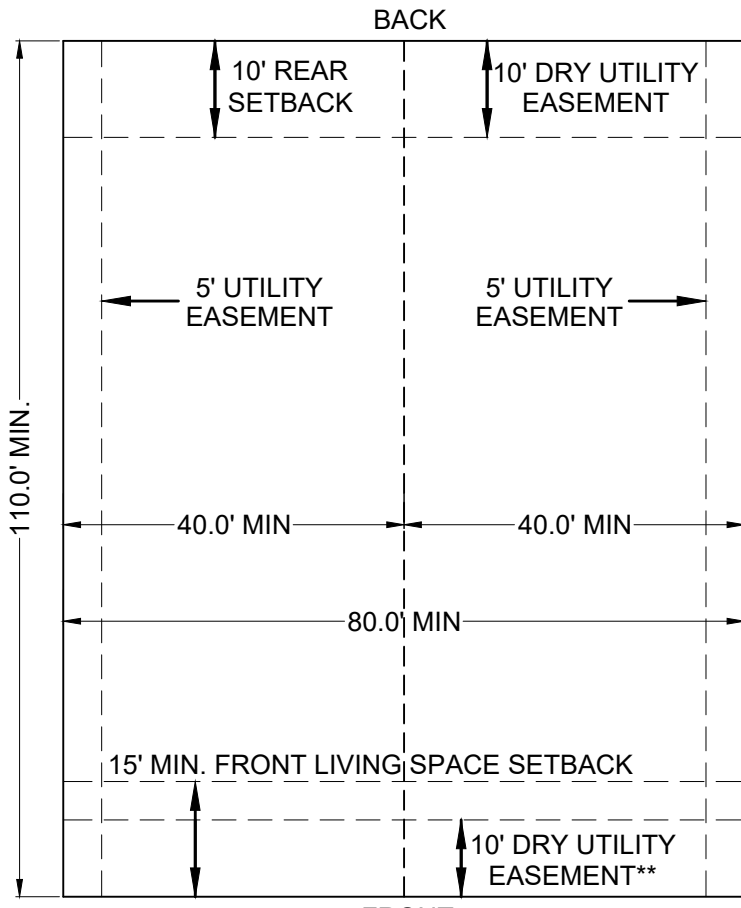 BACK
10' REAR
SETBACK
10' DRY UTILITY
EASEMENT
5' UTILITY
EASEMENT
5' UTILITY
EASEMENT
110.0' MIN.
40.0' MIN
40.0' MIN
80.0' MIN
15' MIN. FRONT LIVING SPACE SETBACK
10' DRY UTILITY
EASEMENT**